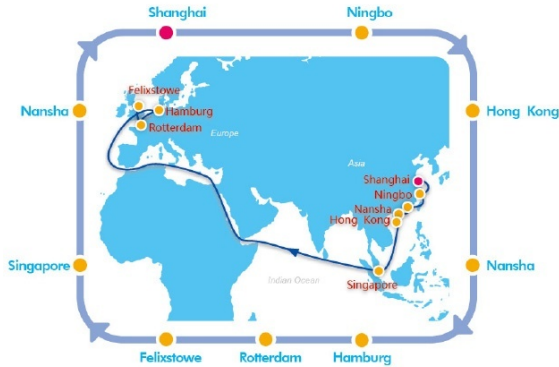 Shanghai
Ningbo
Felixstowe
Nansha
Hamburg
Hong Kong
Rotterdam
Europe
Asia
Shanghai
Ningbo
Nansha
Hong Kong
Singapore
Nansha
Singapore
Indian Ocean
Felixstowe
Rotterdam
Hamburg